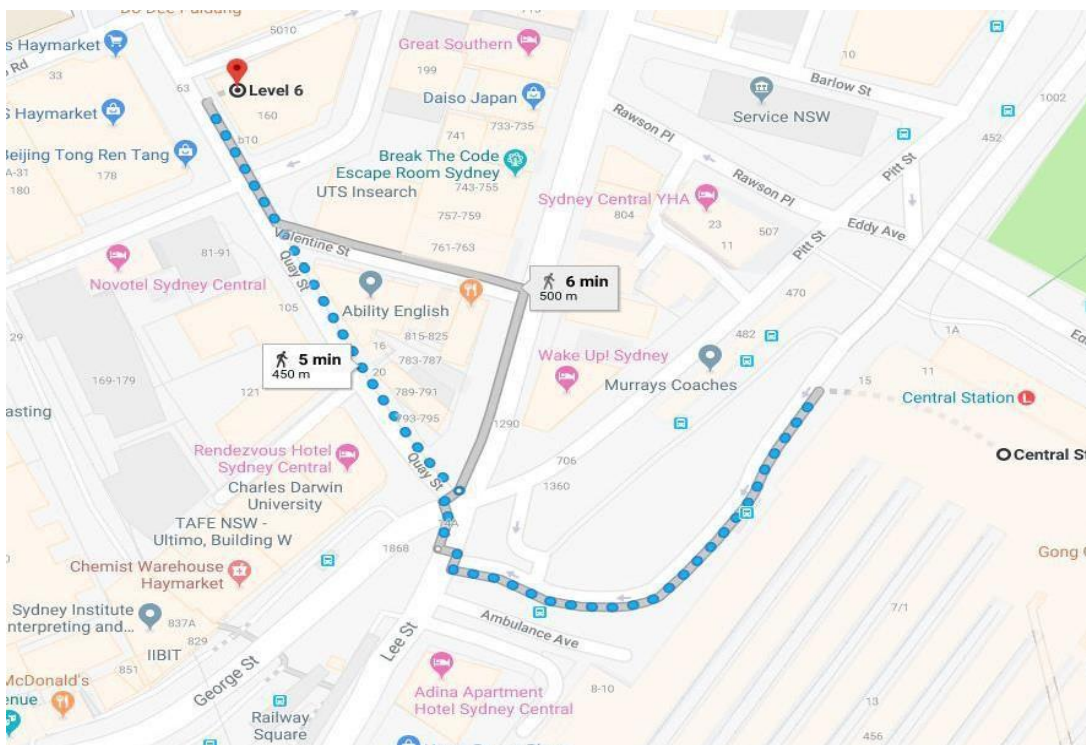 5010
s Haymarket
Rd
33
Great Southern
199
10
Barlow St
63
Level 6
Daiso Japan
Service NSW
1002
S Haymarket
160
b10
741
733-735
Rawson Pl
452
Beijing Tong Ren Tang
A-31
180
178
Break The Code
Escape Room Sydney
UTS Insearch
743-755
Pitt St
Rawson Pl
Sydney Central YHA
757-759
804
23
11
507
Eddy Ave
Valentine St
761-763
Pitt St
81-91
Novotel Sydney Central
Quay St
6 min
500 m
470
105
Ability English
482
1A
29
815-825
16
783-787
5 min
450 m
20
Wake Up! Sydney
Murrays Coaches
11
15
169-179
121
789-791
Central Station
L
asting
793-795
1290
Rendezvous Hotel
Sydney Central
Quay St
706
Central St
Charles Darwin
University
1360
TAFE NSW -
Ultimo, Building W
1868
Chemist Warehouse
Haymarket
Sydney Institute
nterpreting and...
837A
829
IIBIT
851
Ambulance Ave
7/1
Lee St
George St
McDonald's
enue
Adina Apartment
Hotel Sydney Central
8-10
Railway
Square
13
456